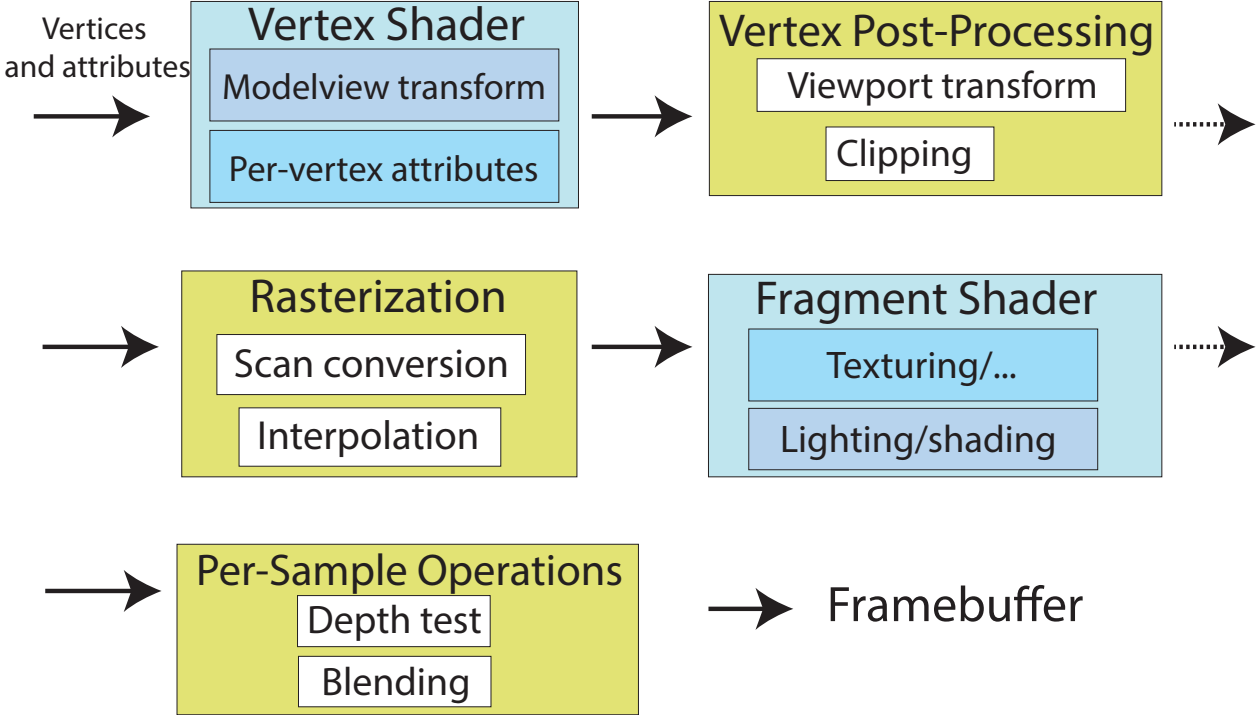 Vertices
and attributes
Vertex Shader
Modelview transform
Per-vertex attributes
Vertex Post-Processing
Viewport transform
Clipping
Rasterization
Scan conversion
Interpolation
Fragment Shader
Texturing/...
Lighting/shading
Per-Sample Operations
Depth test
Blending
Framebuffer